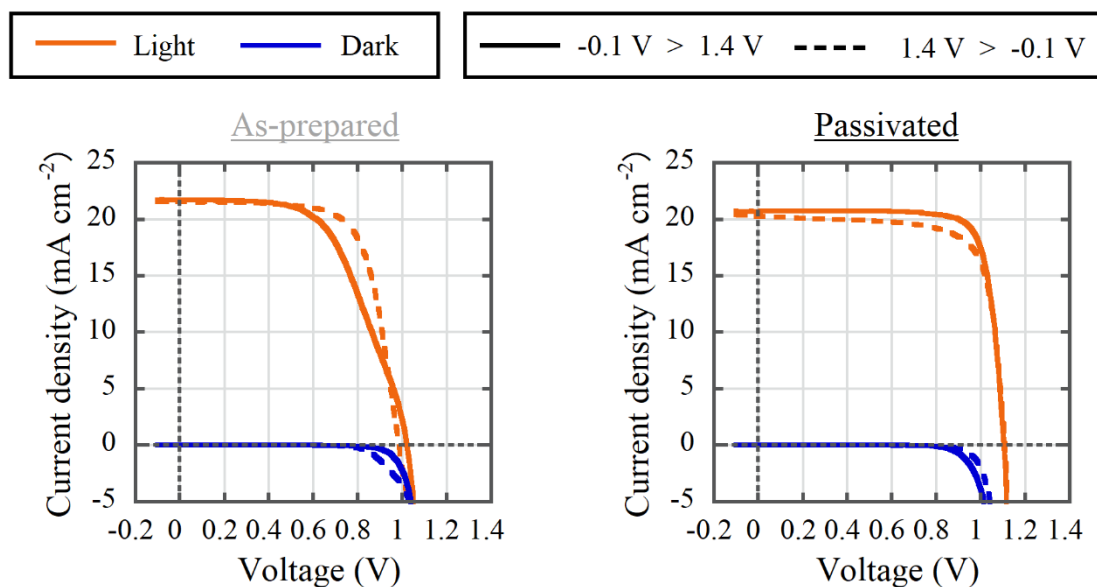 Light Dark -0.1 V > 1.4 V 1.4 V > -0.1 V
As-prepared
Current density (mA cm-2)
25
20
15
10
5
0
-5
-0.2 0 0.2 0.4 0.6 0.8 1 1.2 1.4
Voltage (V)
Passivated
Current density (mA cm-2)
25
20
15
10
5
0
-5
-0.2 0 0.2 0.4 0.6 0.8 1 1.2 1.4
Voltage (V)